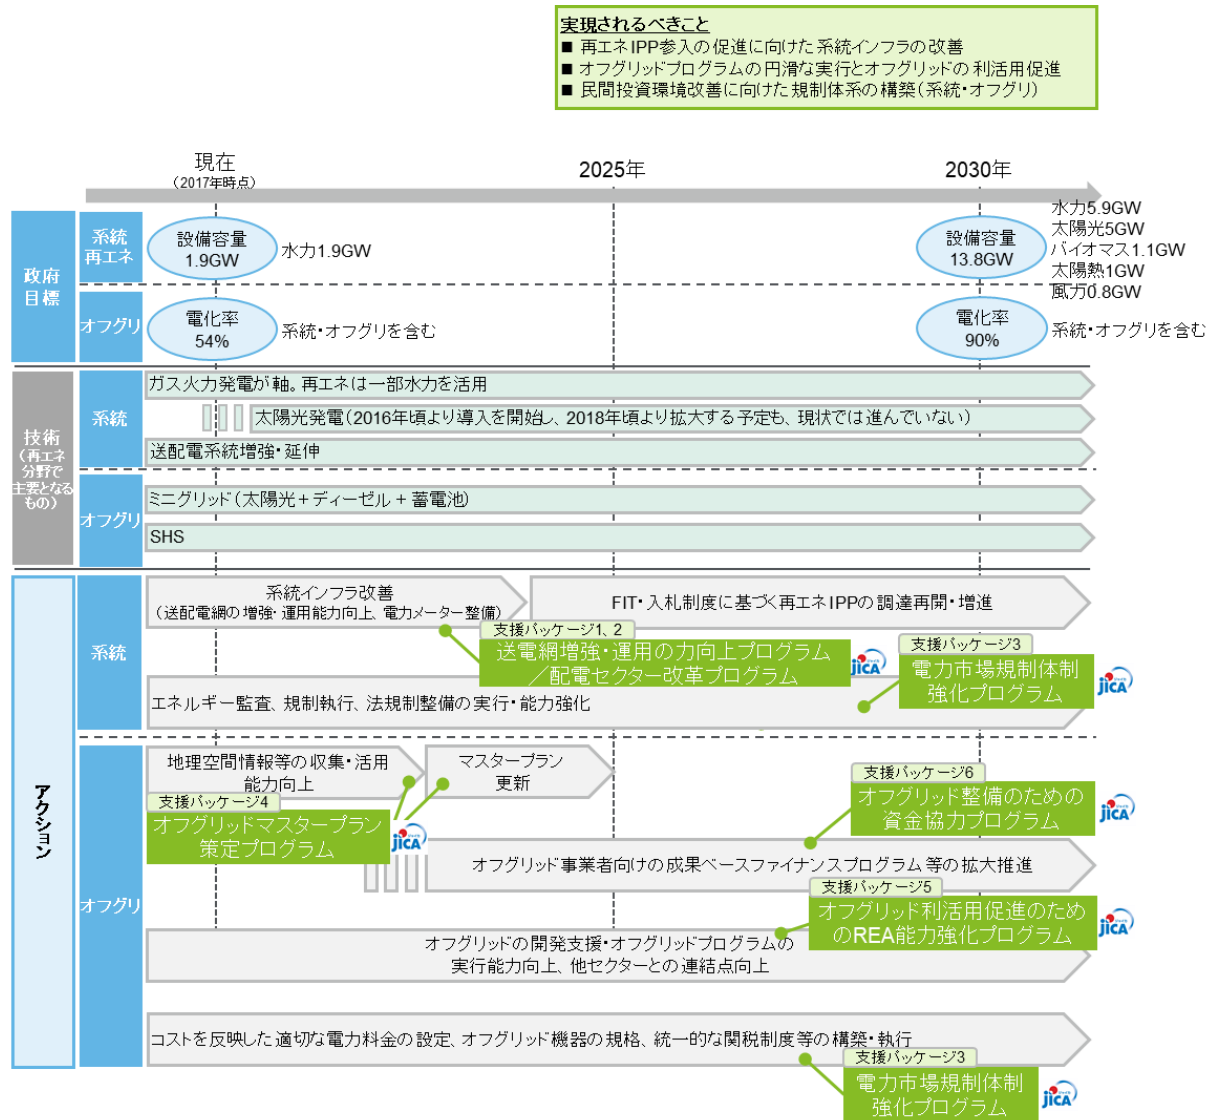 実現されるべきこと
■ 再エネIPP参入の促進に向けた系統インフラの改善
■ オフグリッドプログラムの円滑な実行とオフグリッドの利活用促進
■ 民間投資環境改善に向けた規制体系の構築(系統・オフグリ)
現在
(2017年時点)
2025年
2030年
政府
目標
系統
再エネ
設備容量
1.9GW
水力1.9GW
設備容量
13.8GW
水力5.9GW
太陽光5GW
バイオマス1.1GW
太陽熱1GW
風力0.8GW
オフグリ
電化率
54%
系統・オフグリを含む
電化率
90%
系統・オフグリを含む
技術
(再エネ
分野で
主要となる
もの)
系統
ガス火力発電が軸。再エネは一部水力を活用
太陽光発電(2016年頃より導入を開始し、2018年頃より拡大する予定も、現状では進んでいない)
送配電系統増強・延伸
オフグリ
ミニグリッド(太陽光+ディーゼル+蓄電池)
SHS
アクション
系統
系統インフラ改善
(送配電網の増強・運用能力向上、電力メーター整備)
FIT・入札制度に基づく再エネIPPの調達再開・増進
支援パッケージ1、2
送電網増強・運用の力向上プログラム
／配電セクター改革プログラム
jICA
支援パッケージ3
電力市場規制体制
強化プログラム
jICA
エネルギー監査、規制執行、法規制整備の実行・能力強化
オフグリ
地理空間情報等の収集・活用
能力向上
マスタープラン
更新
支援パッケージ4
オフグリッドマスタープラン
策定プログラム
jICA
支援パッケージ6
オフグリッド整備のための
資金協力プログラム
jICA
オフグリッド事業者向けの成果ベースファイナンスプログラム等の拡大推進
支援パッケージ5
オフグリッド利活用促進のため
のREA能力強化プログラム
jICA
オフグリッドの開発支援・オフグリッドプログラムの
実行能力向上、他セクターとの連結点向上
コストを反映した適切な電力料金の設定、オフグリッド機器の規格、統一的な関税制度等の構築・執行
支援パッケージ3
電力市場規制体制
強化プログラム
jICA